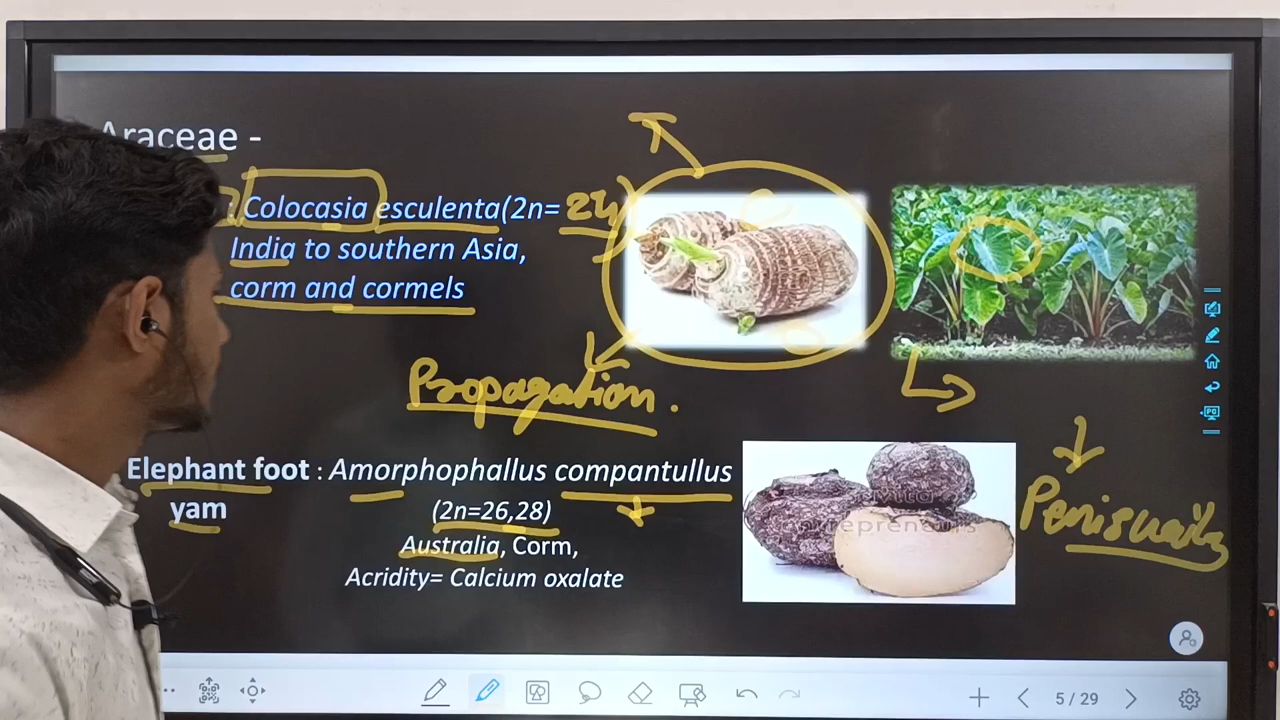 Araceae -
: Colocasia esculenta(2n= 24)
India to southern Asia,
corm and cormels
Propagation.
Elephant foot : Amorphophallus compantullus
yam
(2n=26,28)
Australia, Corm,
Acridity= Calcium oxalate
entrepreneurs
5 / 29